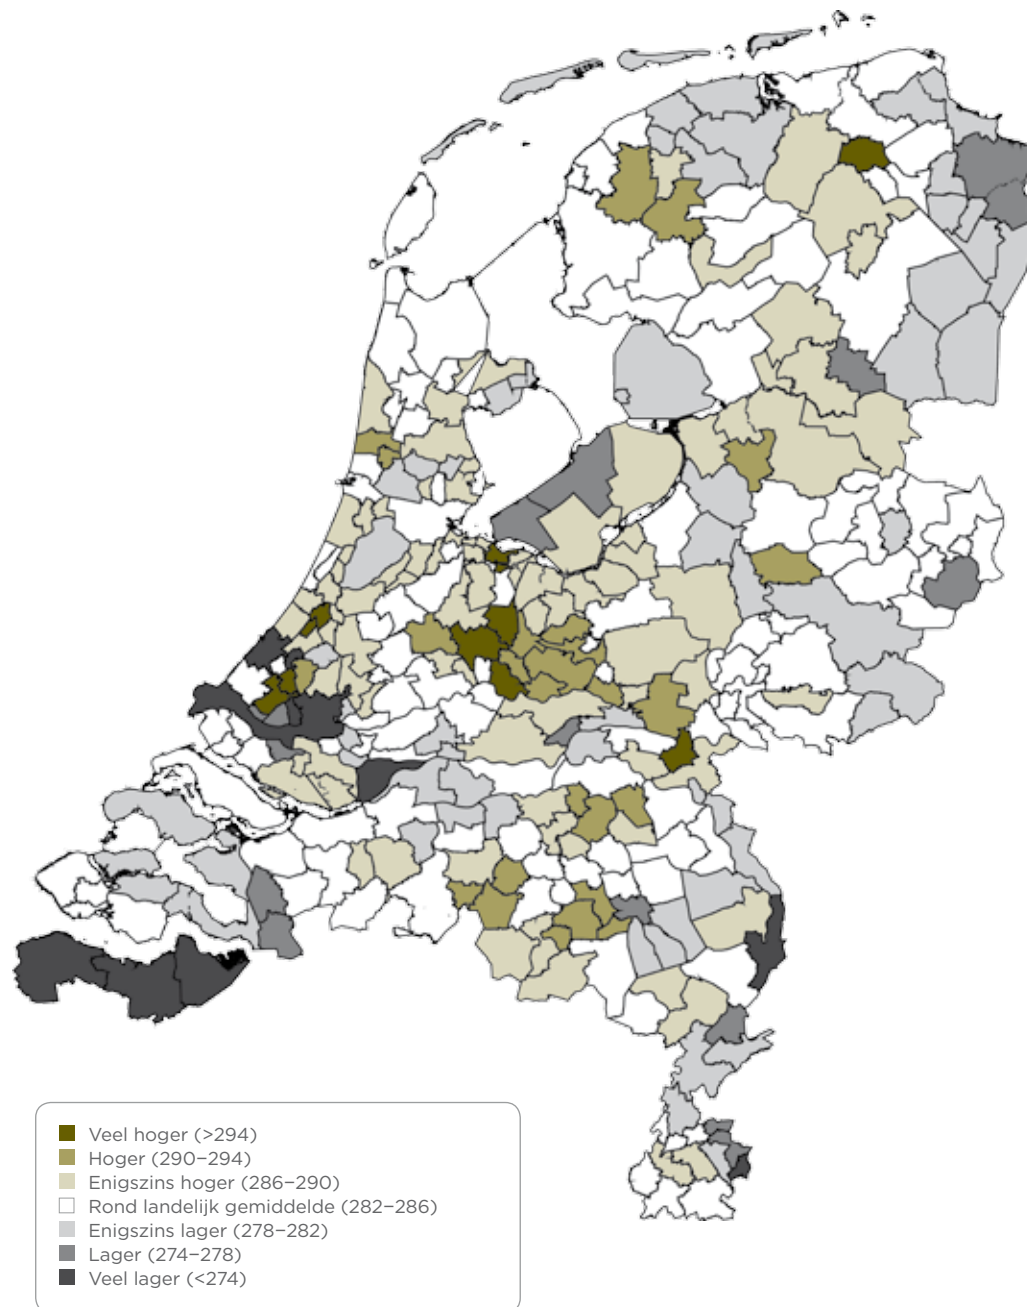 Veel hoger (>294)
Hoger (290–294)
Enigszins hoger (286–290)
Rond landelijk gemiddelde (282–286)
Enigszins lager (278–282)
Lager (274–278)
Veel lager (<274)